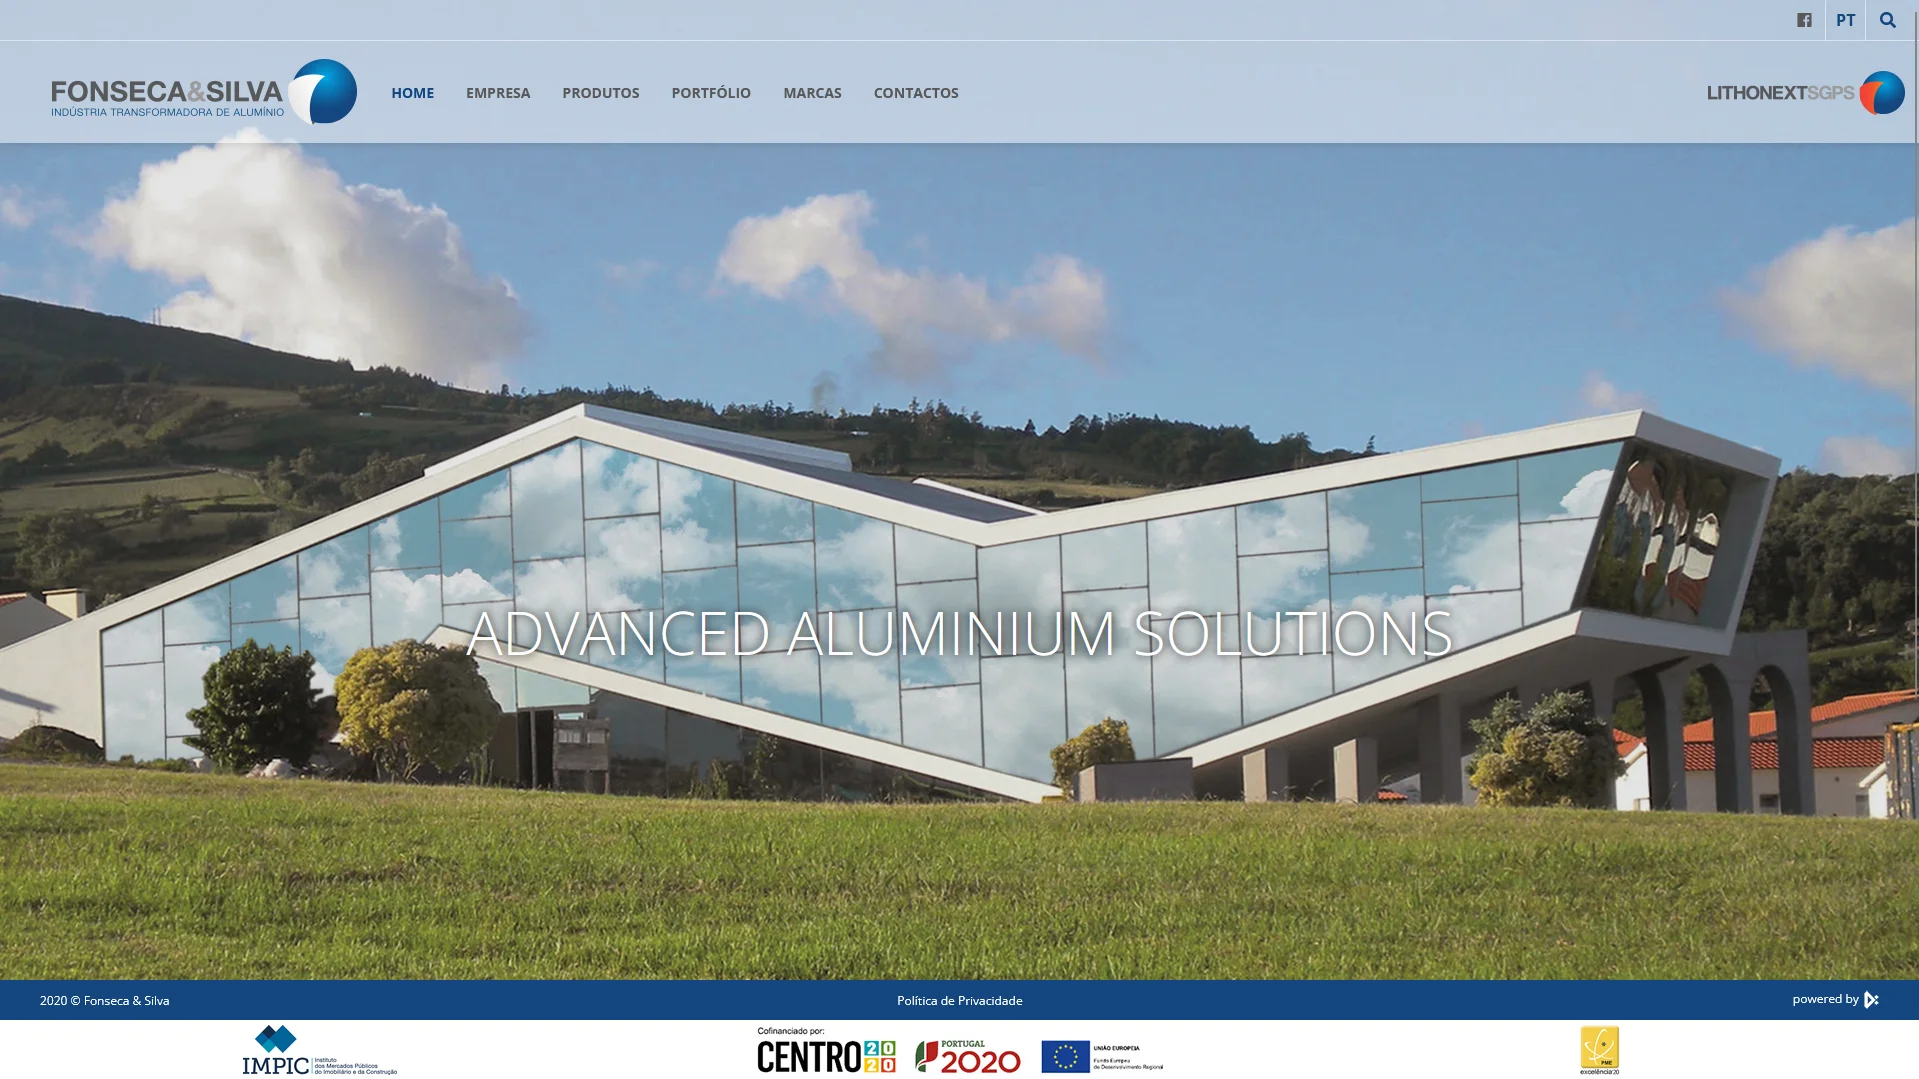 PT
FONSECA&SILVA
INDÚSTRIA TRANSFORMADORA DE ALUMÍNIO
HOME EMPRESA PRODUTOS PORTFÓLIO MARCAS CONTACTOS
LITHONEXTSGPS
ADVANCED ALUMINIUM SOLUTIONS
2020 © Fonseca & Silva
Política de Privacidade
powered by
IMPIC
Instituto
dos Mercados Públicos
do Imobiliário e da Construção
Cofinanciado por:
CENTRO 20 20
PORTUGAL
2020
UNIÃO EUROPEIA
Fundo Europeu
de Desenvolvimento Regional
PME
excelência'20